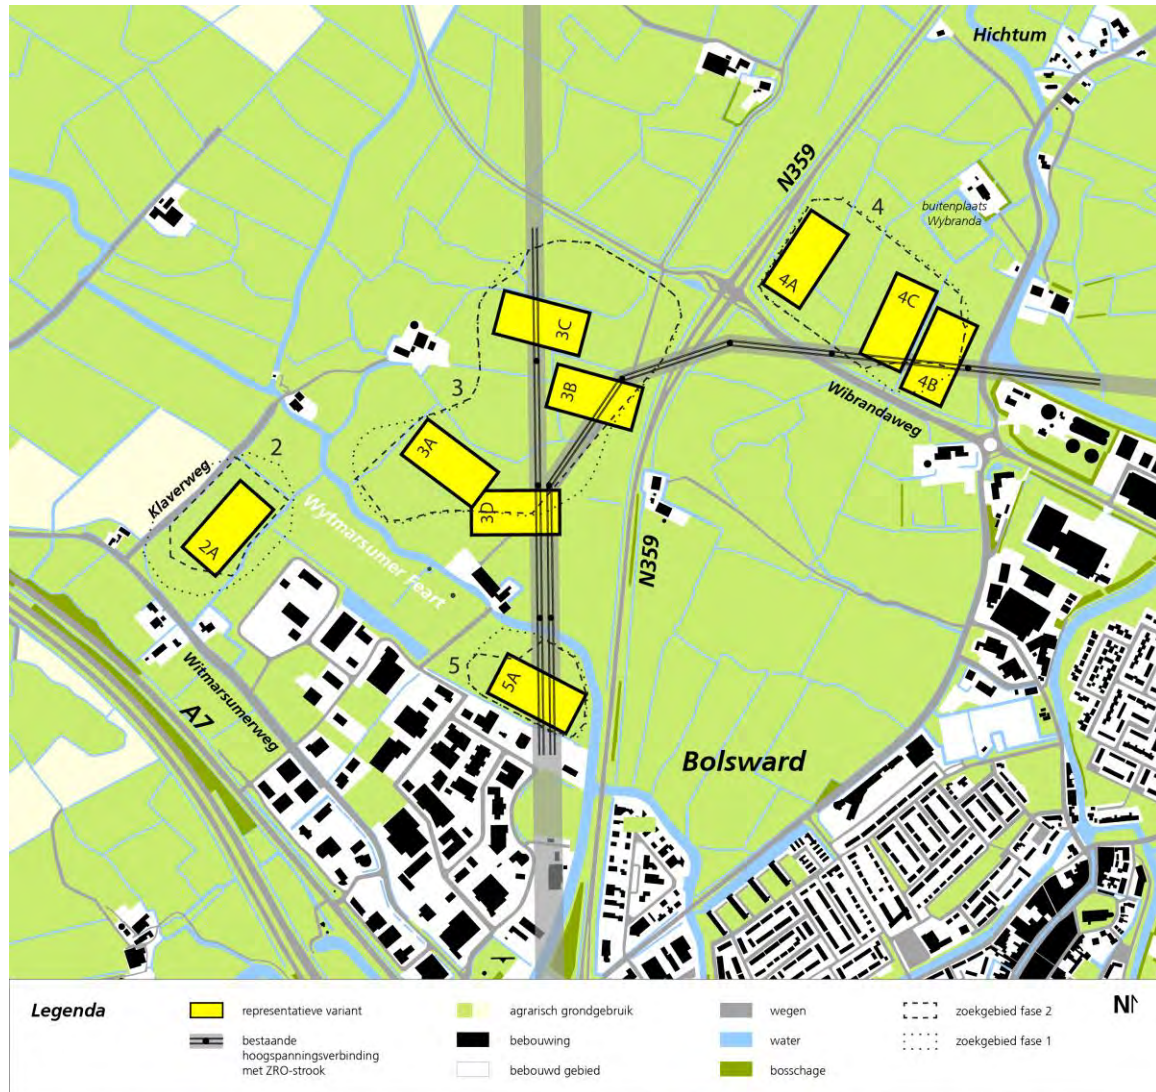 Hichtum
N359
4
buitenplaats
Wybranda
4A
4C
4B
3C
3
3B
Wibrandaweg
3A
2
Klaverweg
3D
2A
Wytmarsumer Feart
N359
5
5A
Witmarsumerweg
A7
Bolsward
Legenda
representatieve variant
bestaande
hoogspanningsverbinding
met ZRO-strook
agrarisch grondgebruik
bebouwing
bebouwd gebied
wegen
water
bosschage
zoekgebied fase 2
zoekgebied fase 1
N